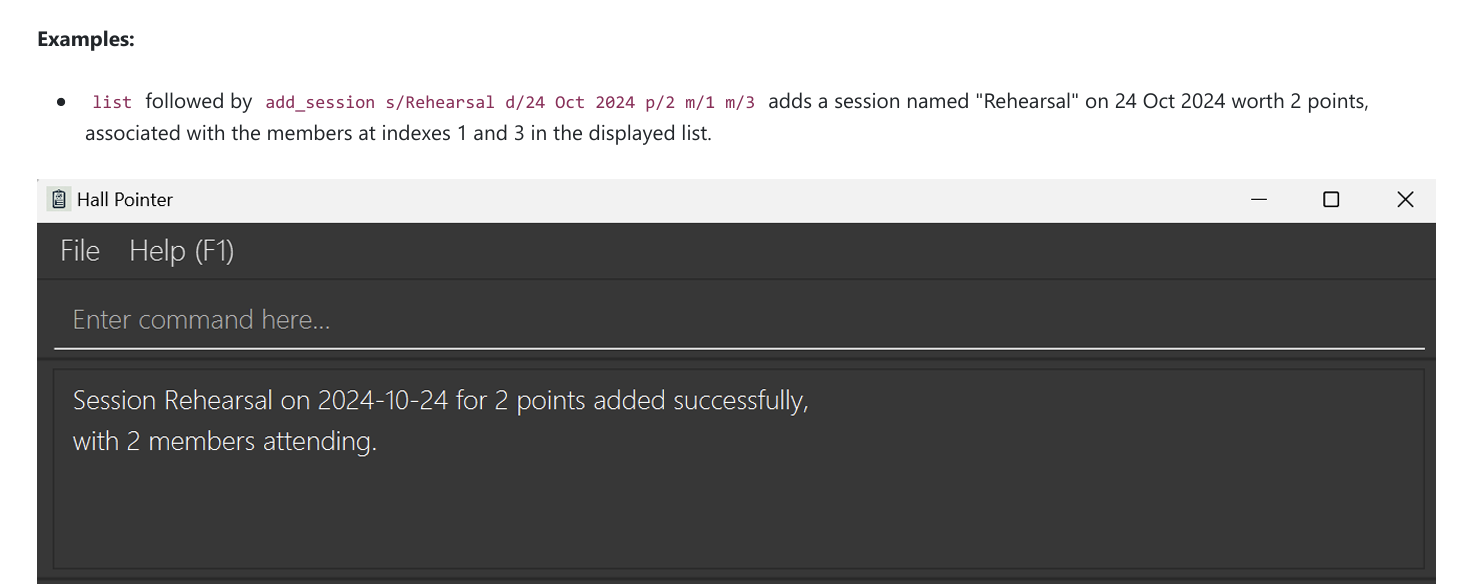 Examples:
list followed by add_session s/Rehearsal d/24 Oct 2024 p/2 m/1 m/3 adds a session named "Rehearsal" on 24 Oct 2024 worth 2 points,
associated with the members at indexes 1 and 3 in the displayed list.
Hall Pointer
File Help (F1)
Enter command here...
Session Rehearsal on 2024-10-24 for 2 points added successfully,
with 2 members attending.